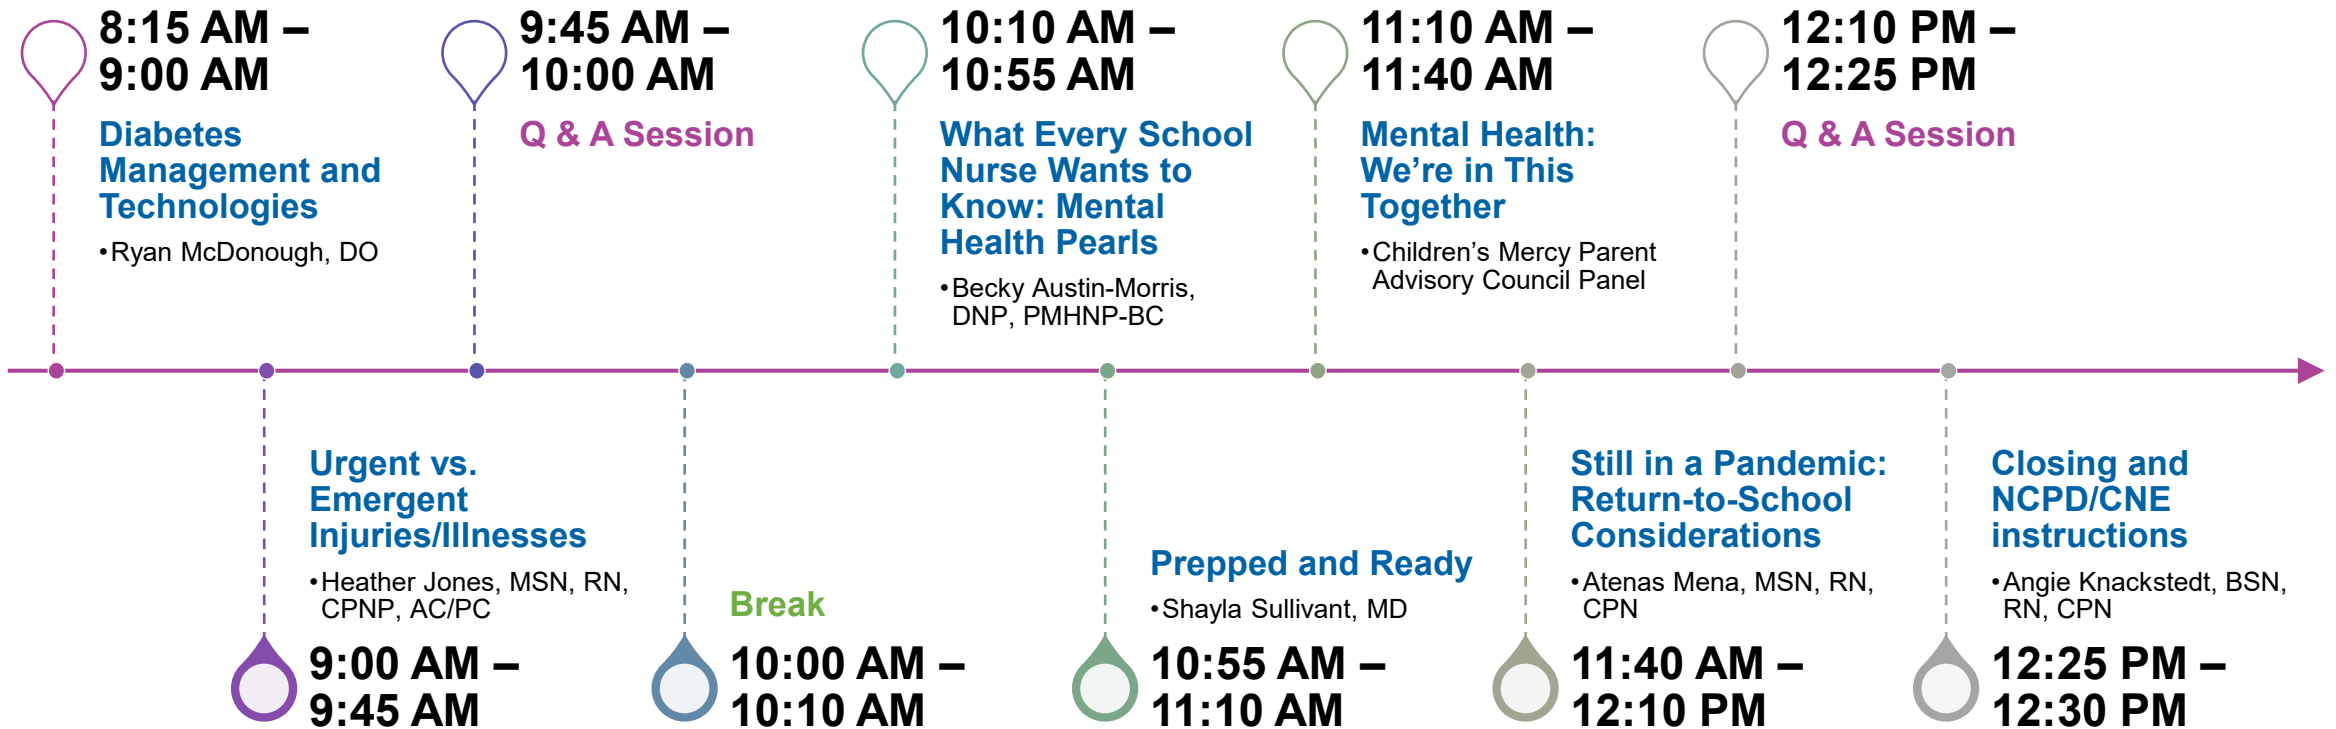 8:15 AM –
9:00 AM
Diabetes
Management and
Technologies
•Ryan McDonough, DO
Urgent vs.
Emergent
Injuries/Illnesses
•Heather Jones, MSN, RN,
CPNP, AC/PC
9:00 AM –
9:45 AM
9:45 AM –
10:00 AM
Q & A Session
Break
10:00 AM –
10:10 AM
10:10 AM –
10:55 AM
What Every School
Nurse Wants to
Know: Mental
Health Pearls
•Becky Austin-Morris,
DNP, PMHNP-BC
Prepped and Ready
•Shayla Sullivant, MD
10:55 AM –
11:10 AM
11:10 AM –
11:40 AM
Mental Health:
We’re in This
Together
•Children’s Mercy Parent
Advisory Council Panel
Still in a Pandemic:
Return-to-School
Considerations
•Atenas Mena, MSN, RN,
CPN
11:40 AM –
12:10 PM
12:10 PM –
12:25 PM
Q & A Session
Closing and
NCPD/CNE
instructions
•Angie Knackstedt, BSN,
RN, CPN
12:25 PM –
12:30 PM